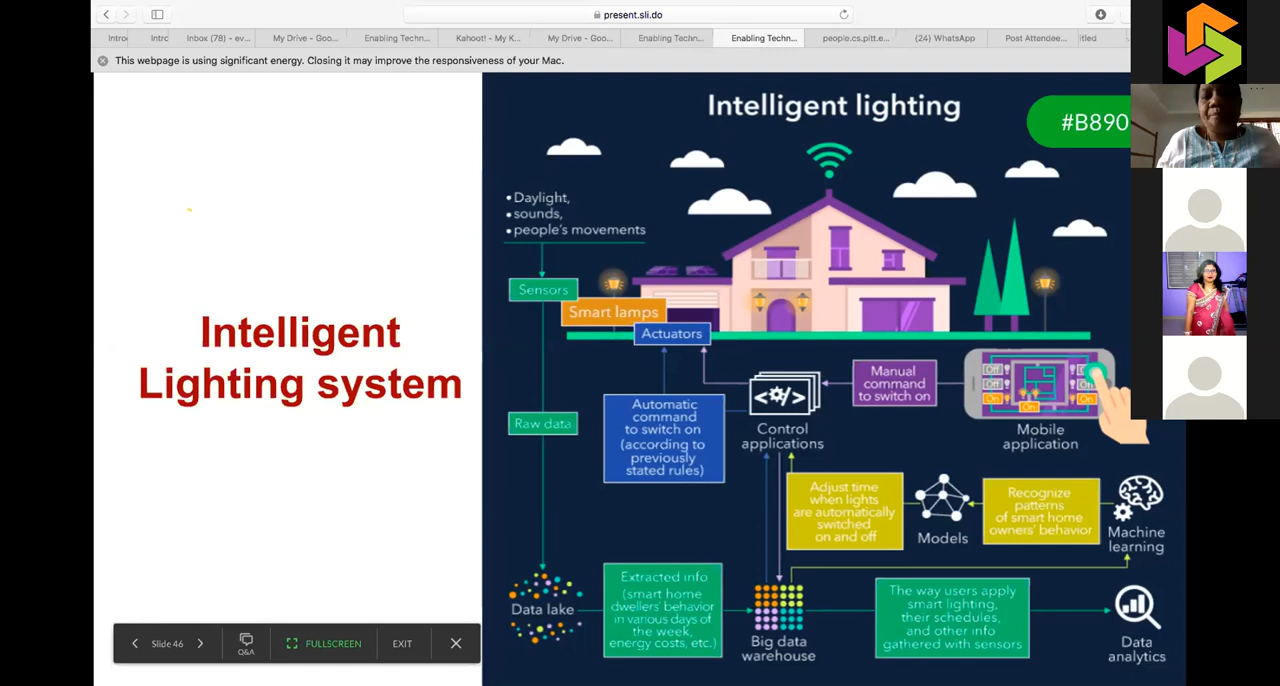 present.sli.do
Introd
Intro
Inbox (78) - ev...
My Drive - Goo...
Enabling Techn...
Kahoot! - My K...
My Drive - Goo...
Enabling Techn...
Enabling Techn...
people.cs.pitt.e...
(24) WhatsApp
Post Attendee...
itled
This webpage is using significant energy. Closing it may improve the responsiveness of your Mac.
Intelligent
Lighting system
Intelligent lighting
#B890
• Daylight,
• sounds,
• people's movements
Sensors
Smart lamps
Actuators
Raw data
Automatic
command
to switch on
(according to
previously
stated rules)
</>
Control
applications
Manual
command
to switch on
Off
Off
On
On
On
On
Mobile
application
Adjust time
when lights
are automatically
switched
on and off
Models
Recognize
patterns
of smart home
owners' behavior
Machine
learning
Data lake
Extracted info
(smart home
dwellers' behavior
in various days of
the week,
energy costs, etc.)
Big data
warehouse
The way users apply
smart lighting,
their schedules,
and other info
gathered with sensors
Data
analytics
Slide 46
Q&A
FULLSCREEN
EXIT